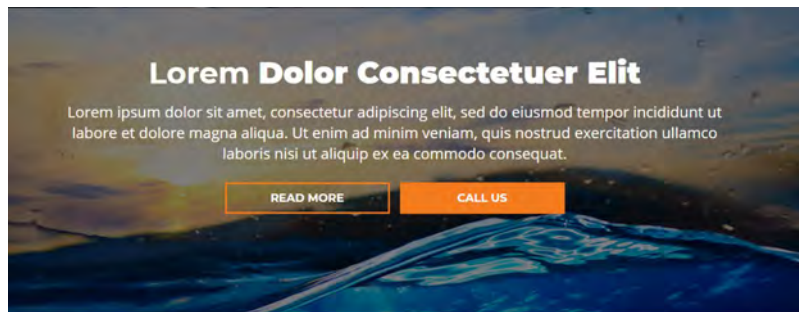 Lorem Dolor Consectetuer Elit
Lorem ipsum dolor sit amet, consectetur adipiscing elit, sed do eiusmod tempor incididunt ut
labore et dolore magna aliqua. Ut enim ad minim veniam, quis nostrud exercitation ullamco
laboris nisi ut aliquip ex ea commodo consequat.
READ MORE
CALL US